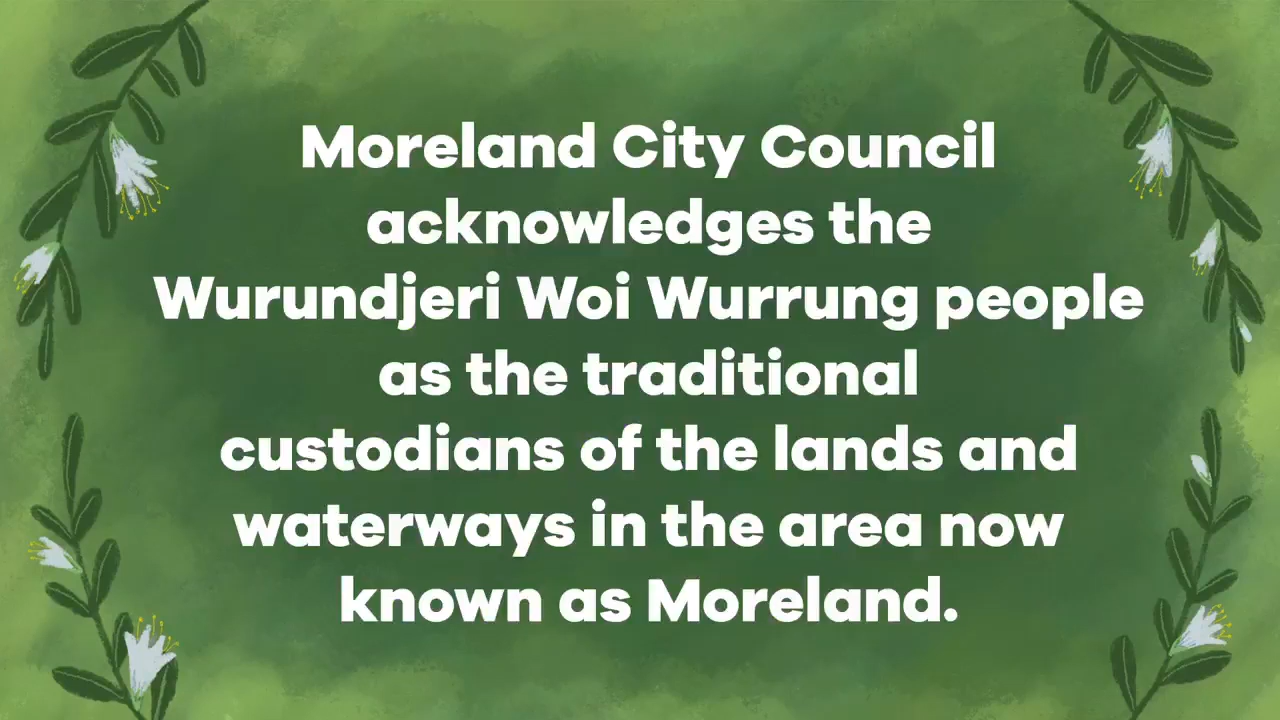 Moreland City Council
acknowledges the
Wurundjeri Woi Wurrung people
as the traditional
custodians of the lands and
waterways in the area now
known as Moreland.